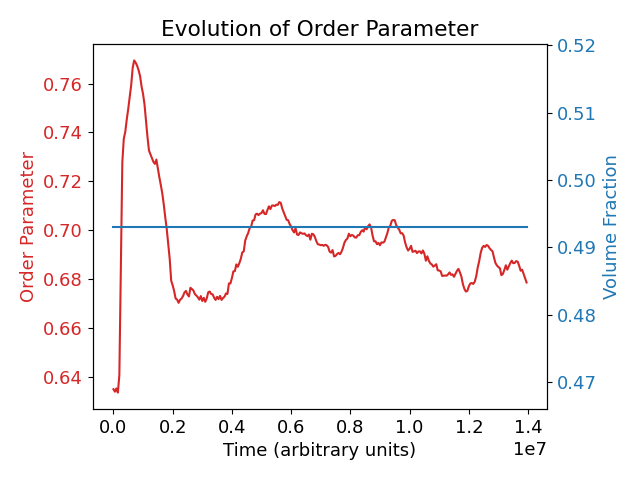 Evolution of Order Parameter
Order Parameter
0.76
0.74
0.72
0.70
0.68
0.66
0.64
0.52
0.51
0.50
0.49
0.48
0.47
Volume Fraction
0.0 0.2 0.4 0.6 0.8 1.0 1.2 1.4
1e7
Time (arbitrary units)